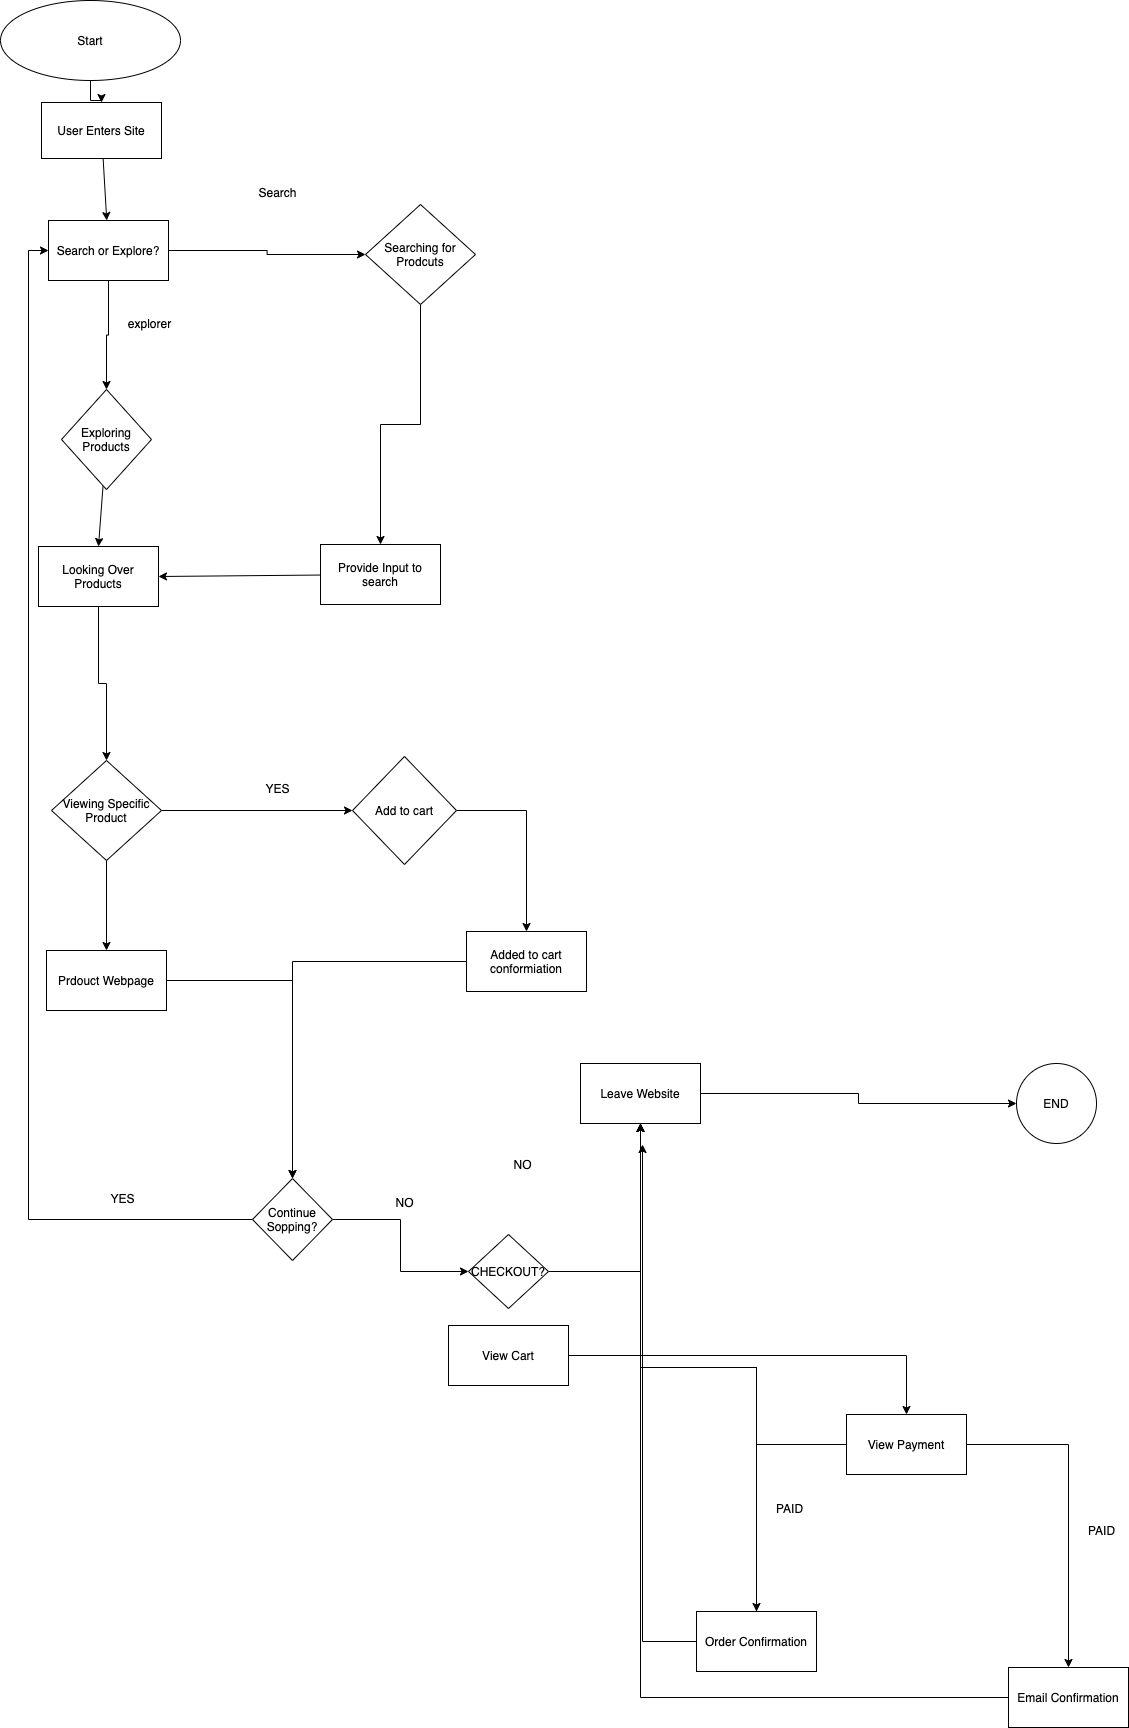 Start
User Enters Site
Search
Search or Explore?
Searching for
Prodcuts
explorer
Exploring
Products
Looking Over
Products
Provide Input to
search
Viewing Specific
Product
YES
Add to cart
Prdouct Webpage
Added to cart
conformiation
Leave Website
END
NO
YES
Continue
Sopping?
NO
CHECKOUT?
View Cart
View Payment
PAID
PAID
Order Confirmation
Email Confirmation